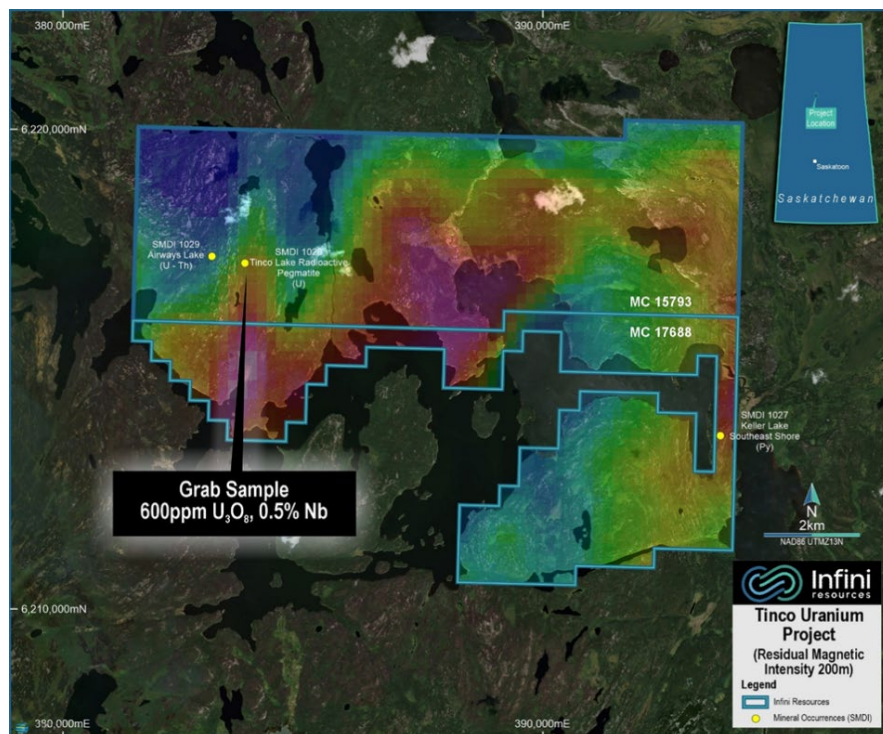 380,000mE
390,000mE
6,220,000mN
Project
Location
Saskatoon
Saskatchewan
SMDI 1029
Airways Lake
(U - Th)
Tinco Lake Radioactive
Pegmatite
(U)
MC 15793
MC 17688
SMDI 1027
Keller Lake
Southeast Shore
(Py)
Grab Sample
600ppm U₃O₈, 0.5% Nb
N
2km
NAD86 UTMZ13N
Infini
resources
Tinco Uranium
Project
(Residual Magnetic
Intensity 200m)
Legend
Infini Resources
Mineral Occurrences (SMDI)
6,210,000mN
380,000mE
390,000mE